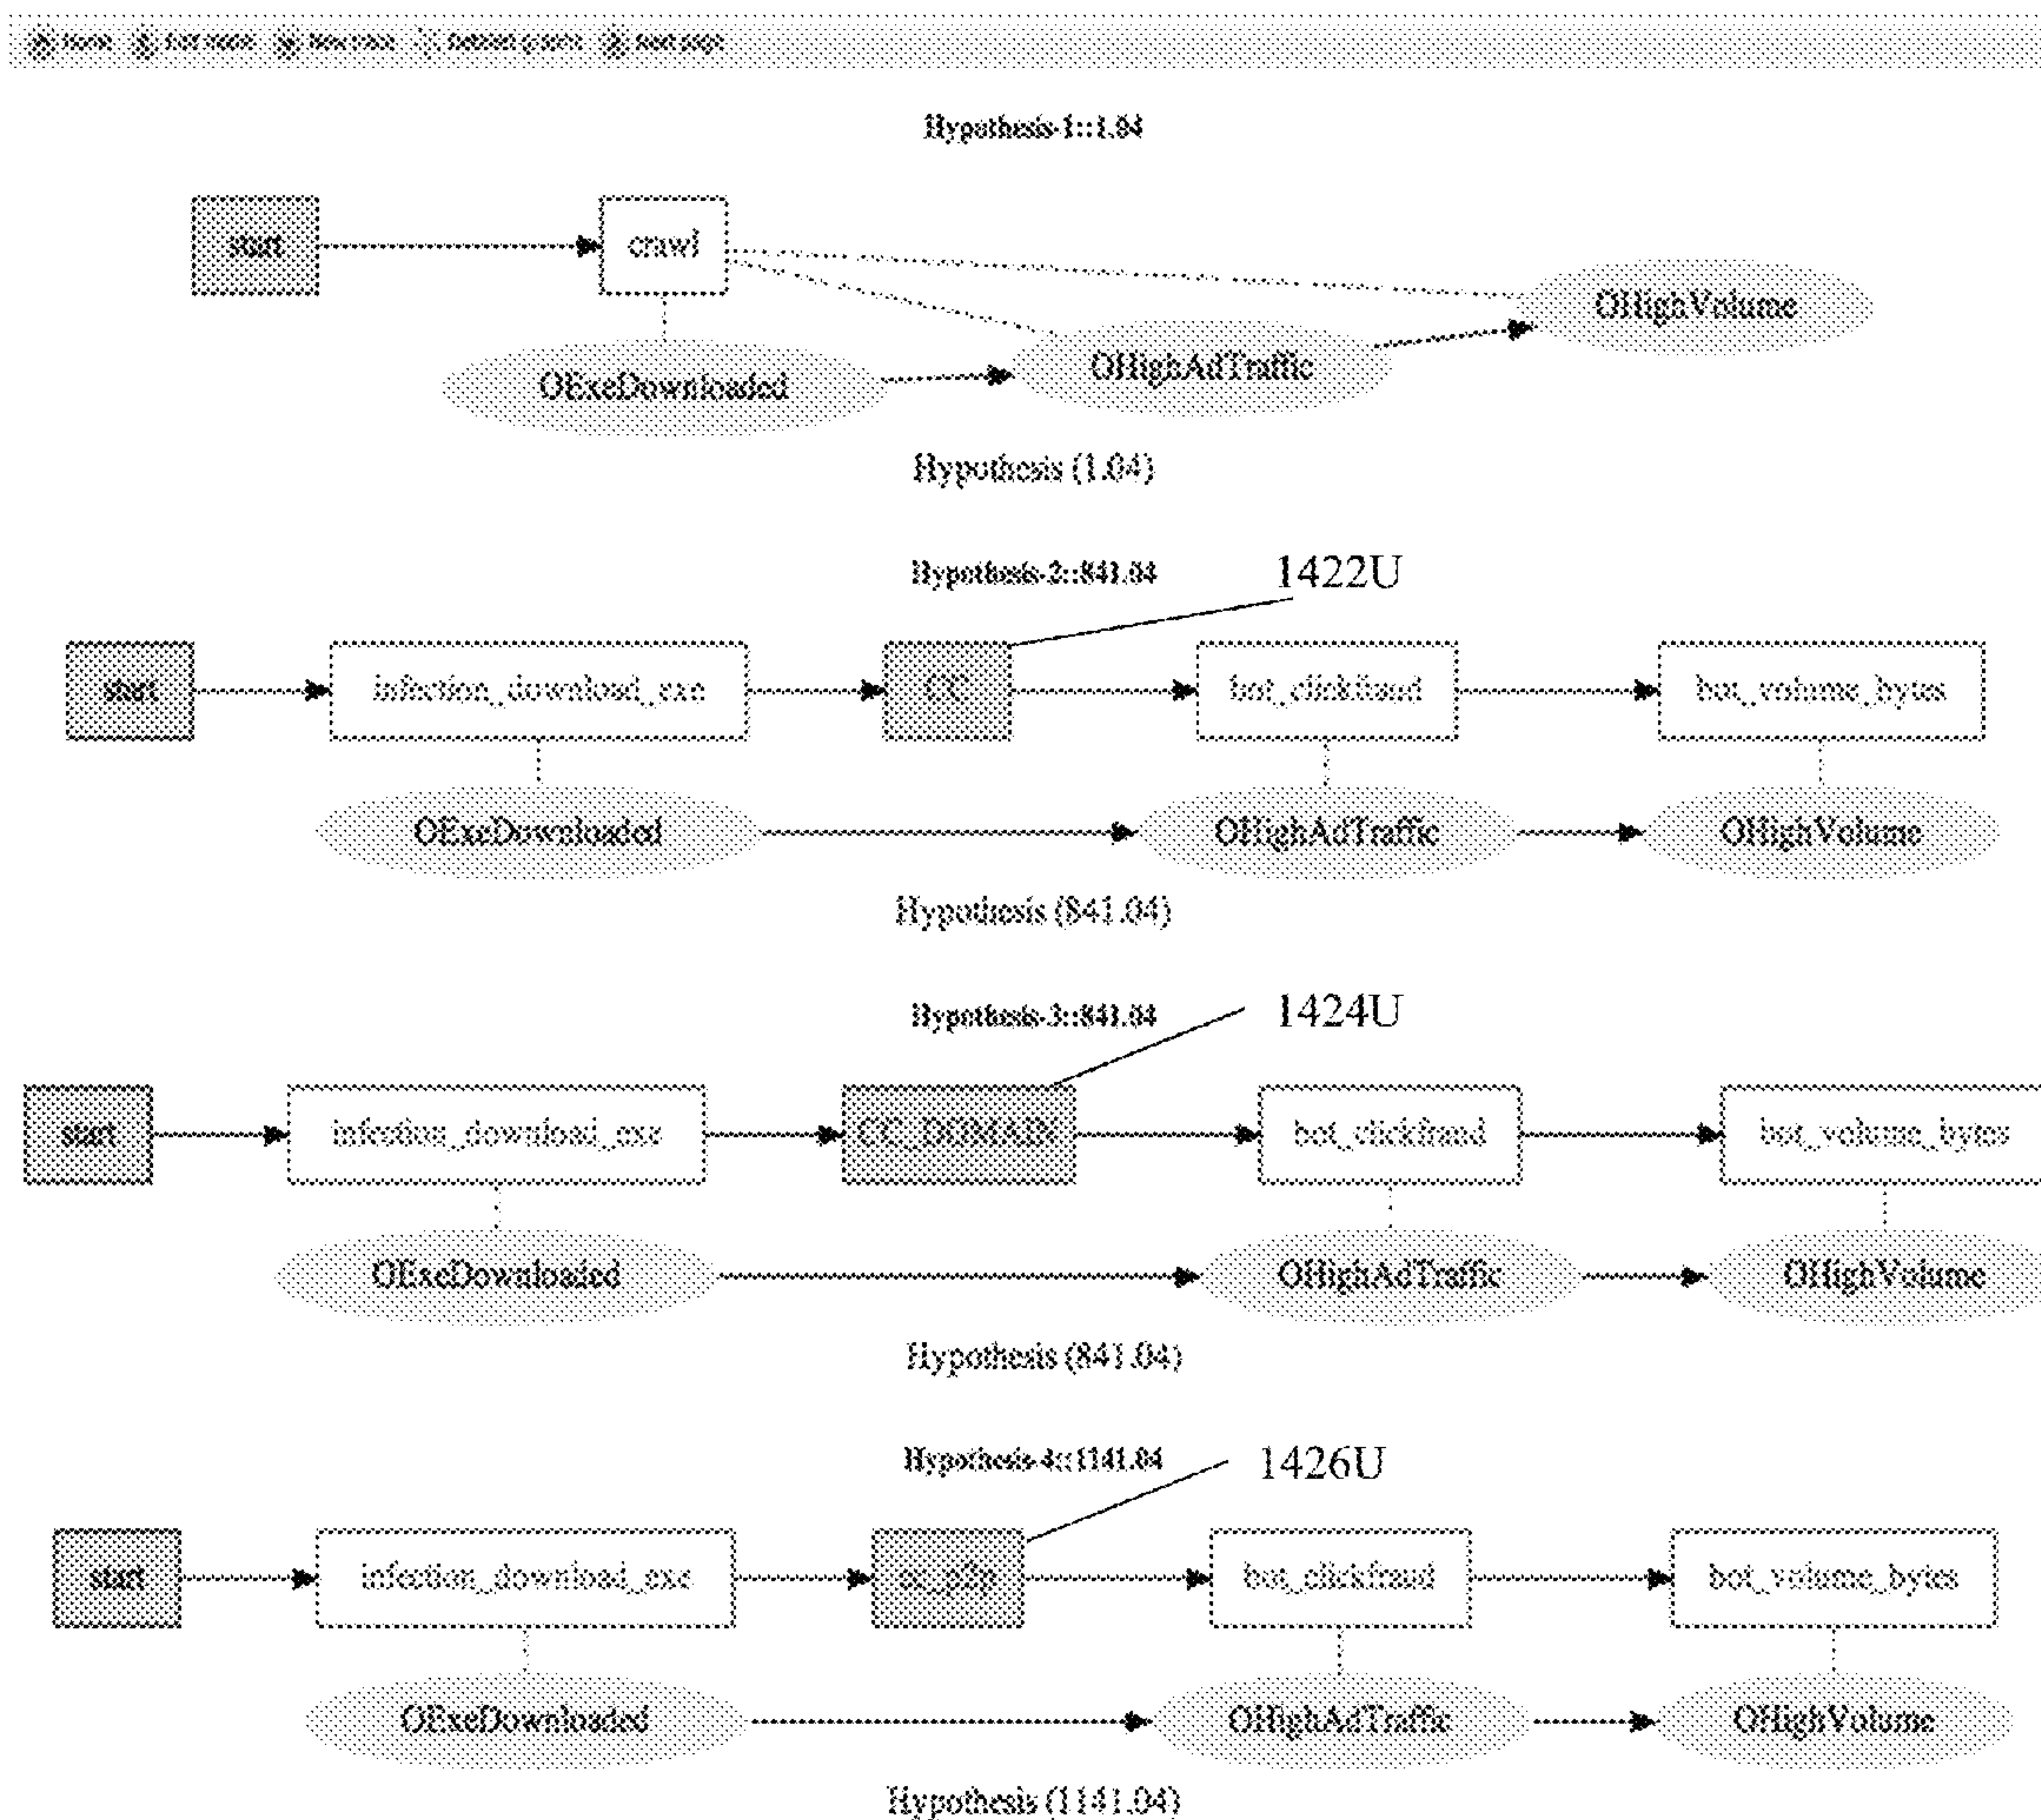 Hypothesis-1::1.04
start
crawl
OHighVolume
OHighAdTraffic
OExeDownloaded
Hypothesis (1.04)
Hypothesis-2::841.04
1422U
start
infection_download_exe
CC
bot_clickfraud
bot_volume_bytes
OExeDownloaded
OHighAdTraffic
OHighVolume
Hypothesis (841.04)
Hypothesis-3::841.04
1424U
start
infection_download_exe
CC_DOMAIN
bot_clickfraud
bot_volume_bytes
OExeDownloaded
OHighAdTraffic
OHighVolume
Hypothesis (841.04)
Hypothesis-4::1141.04
1426U
start
infection_download_exe
cc_p2p
bot_clickfraud
bot_volume_bytes
OExeDownloaded
OHighAdTraffic
OHighVolume
Hypothesis (1141.04)